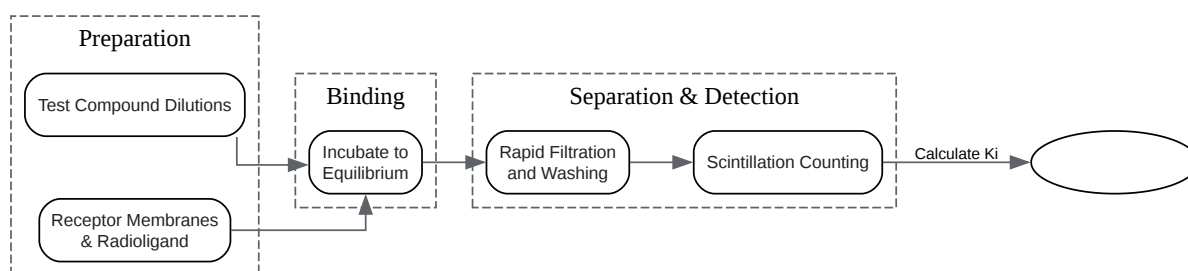 Preparation
Test Compound Dilutions
Receptor Membranes
& Radioligand
Binding
Incubate to
Equilibrium
Separation & Detection
Rapid Filtration
and Washing
Scintillation Counting
Calculate Ki